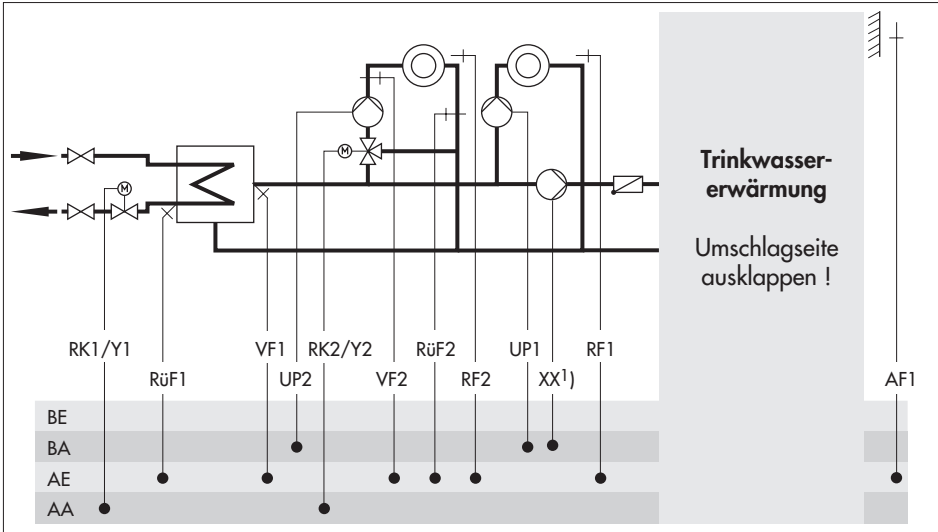 M
M
Trinkwasser-
erwärmung
Umschlagseite
ausklappen !
RK1/Y1
VF1
RK2/Y2
RüF2
UP1
RF1
RüF1
UP2
VF2
RF2
XX1)
AF1
BE
BA
AE
AA